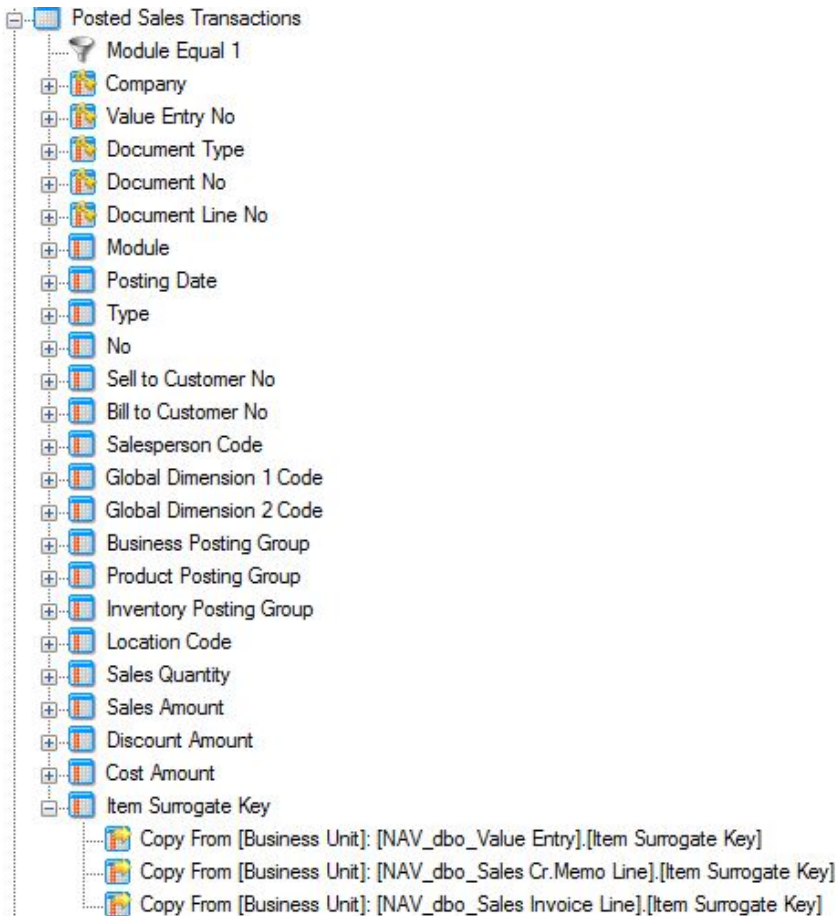 Posted Sales Transactions
Module Equal 1
Company
Value Entry No
Document Type
Document No
Document Line No
Module
Posting Date
Type
No
Sell to Customer No
Bill to Customer No
Salesperson Code
Global Dimension 1 Code
Global Dimension 2 Code
Business Posting Group
Product Posting Group
Inventory Posting Group
Location Code
Sales Quantity
Sales Amount
Discount Amount
Cost Amount
Item Surrogate Key
Copy From [Business Unit]: [NAV_dbo_Value Entry].[Item Surrogate Key]
Copy From [Business Unit]: [NAV_dbo_Sales Cr.Memo Line].[Item Surrogate Key]
Copy From [Business Unit]: [NAV_dbo_Sales Invoice Line].[Item Surrogate Key]